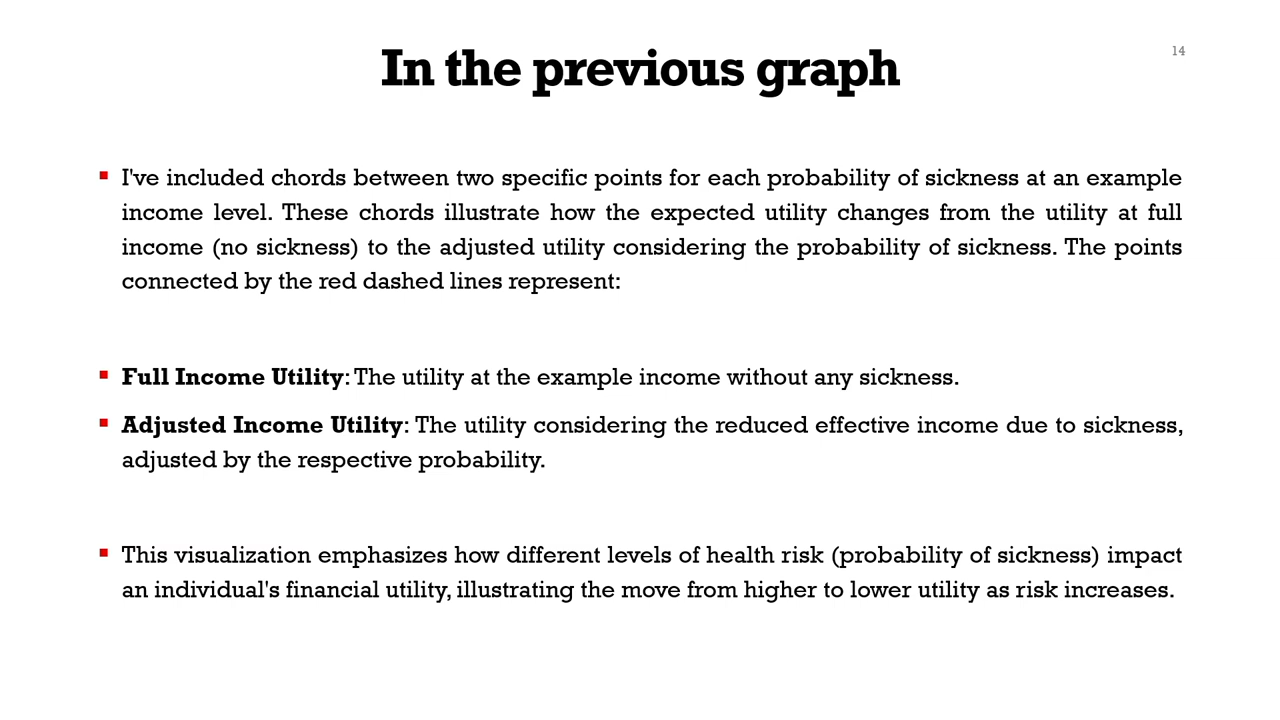 In the previous graph
14
I've included chords between two specific points for each probability of sickness at an example
income level. These chords illustrate how the expected utility changes from the utility at full
income (no sickness) to the adjusted utility considering the probability of sickness. The points
connected by the red dashed lines represent:
Full Income Utility: The utility at the example income without any sickness.
Adjusted Income Utility: The utility considering the reduced effective income due to sickness,
adjusted by the respective probability.
This visualization emphasizes how different levels of health risk (probability of sickness) impact
an individual's financial utility, illustrating the move from higher to lower utility as risk increases.